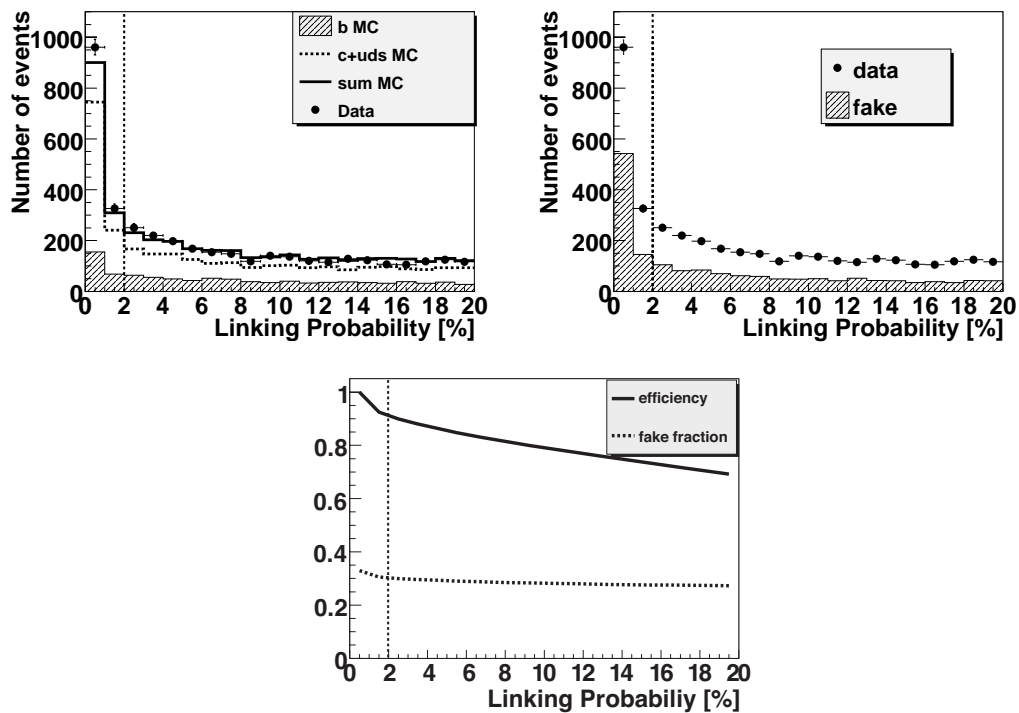 Number of events
1000
800
600
400
200
0
0 2 4 6 8 10 12 14 16 18 20
Linking Probability [%]
b MC
c+uds MC
sum MC
Data
Number of events
1000
800
600
400
200
0
0 2 4 6 8 10 12 14 16 18 20
Linking Probability [%]
data
fake
1
0.8
0.6
0.4
0.2
0
0 2 4 6 8 10 12 14 16 18 20
Linking Probabiliy [%]
efficiency
fake fraction